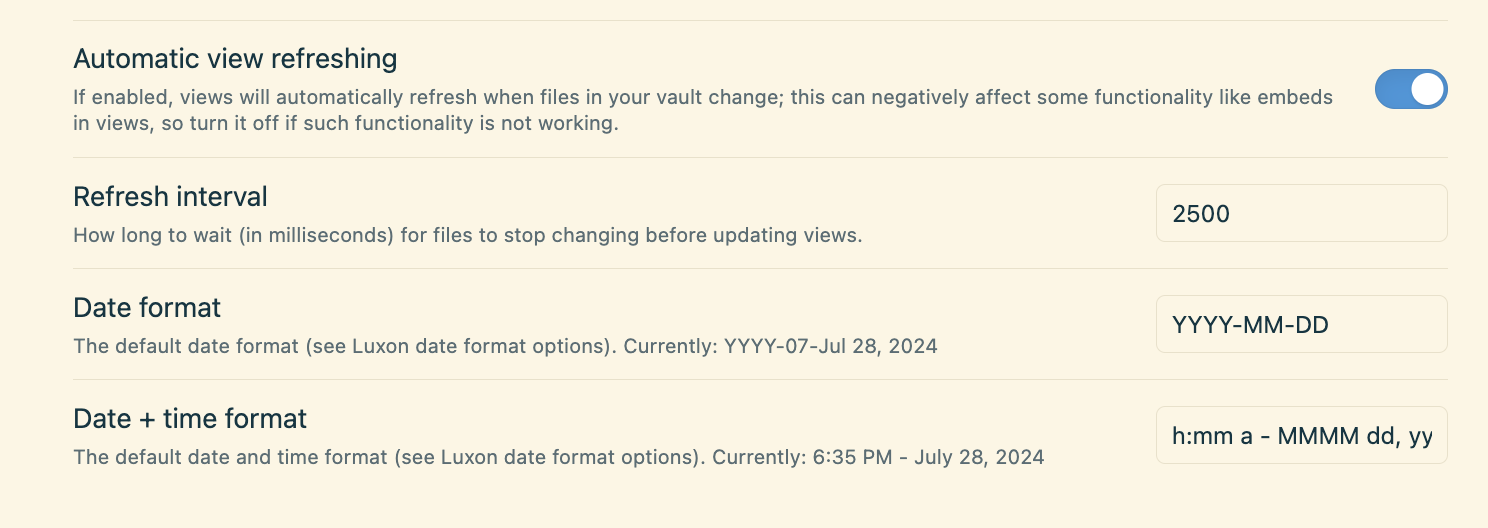 Automatic view refreshing
If enabled, views will automatically refresh when files in your vault change; this can negatively affect some functionality like embeds
in views, so turn it off if such functionality is not working.
Refresh interval
2500
How long to wait (in milliseconds) for files to stop changing before updating views.
Date format
YYYY-MM-DD
The default date format (see Luxon date format options). Currently: YYYY-07-Jul 28, 2024
Date + time format
h:mm a - MMMM dd, yy
The default date and time format (see Luxon date format options). Currently: 6:35 PM - July 28, 2024